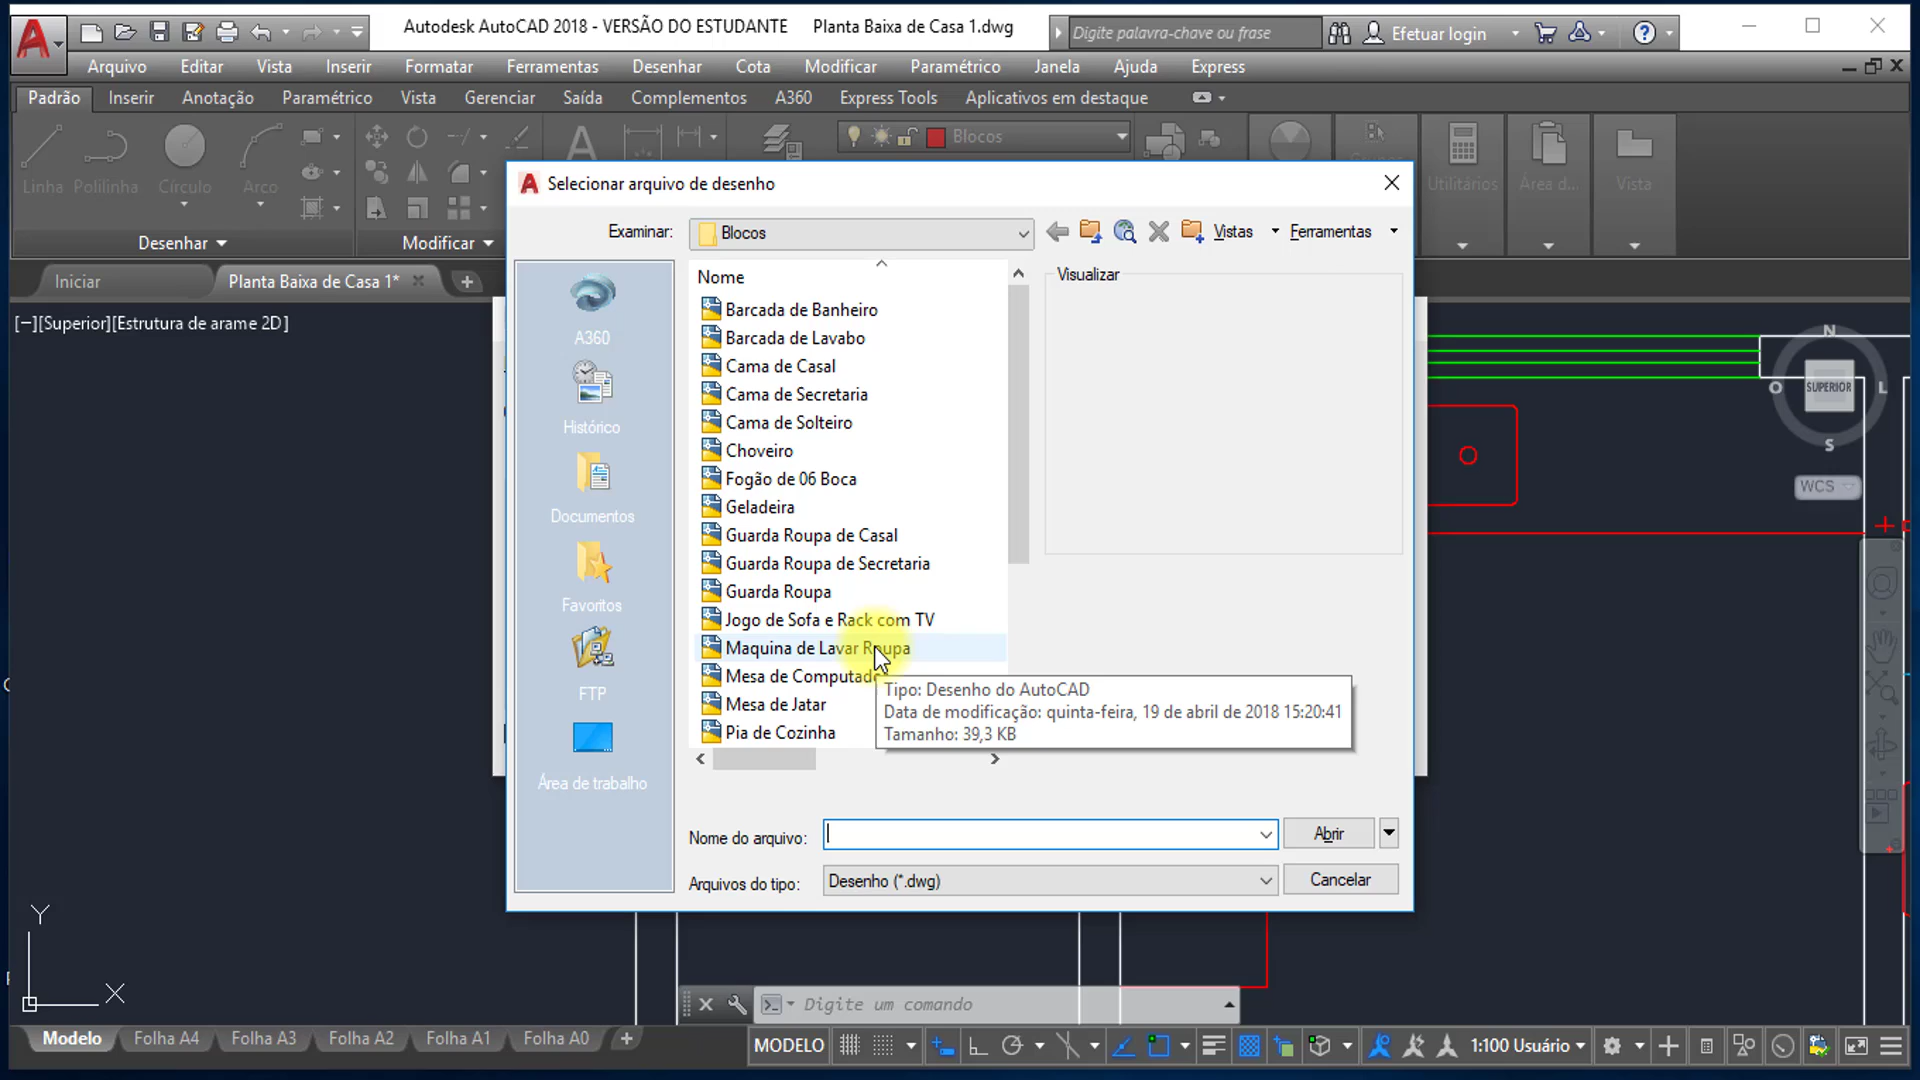 Autodesk AutoCAD 2018 - VERSÃO DO ESTUDANTE    Planta Baixa de Casa 1.dwg
Digite palavra-chave ou frase
Efetuar login
Arquivo Editar Vista Inserir Formatar Ferramentas Desenhar Cota Modificar Paramétrico Janela Ajuda Express
Padrão Inserir Anotação Paramétrico Vista Gerenciar Saída Complementos A360 Express Tools Aplicativos em destaque
Blocos
Linha Polilinha Círculo Arco
Utilitários Área d... Vista
Desenhar
Modificar
Iniciar
Planta Baixa de Casa 1*
[−][Superior][Estrutura de arame 2D]
Selecionar arquivo de desenho
Examinar:
Blocos
Vistas
Ferramentas
A360
Histórico
Documentos
Favoritos
FTP
Área de trabalho
Nome
Barcada de Banheiro
Barcada de Lavabo
Cama de Casal
Cama de Secretaria
Cama de Solteiro
Choveiro
Fogão de 06 Boca
Geladeira
Guarda Roupa de Casal
Guarda Roupa de Secretaria
Guarda Roupa
Jogo de Sofa e Rack com TV
Maquina de Lavar Roupa
Mesa de Computado
Mesa de Jatar
Pia de Cozinha
Tipo: Desenho do AutoCAD
Data de modificação: quinta-feira, 19 de abril de 2018 15:20:41
Tamanho: 39,3 KB
Visualizar
Nome do arquivo:
Abrir
Arquivos do tipo:
Desenho (*.dwg)
Cancelar
N
O
SUPERIOR
L
S
WCS
Y
X
Digite um comando
Modelo Folha A4 Folha A3 Folha A2 Folha A1 Folha A0
MODELO
1:100 Usuário